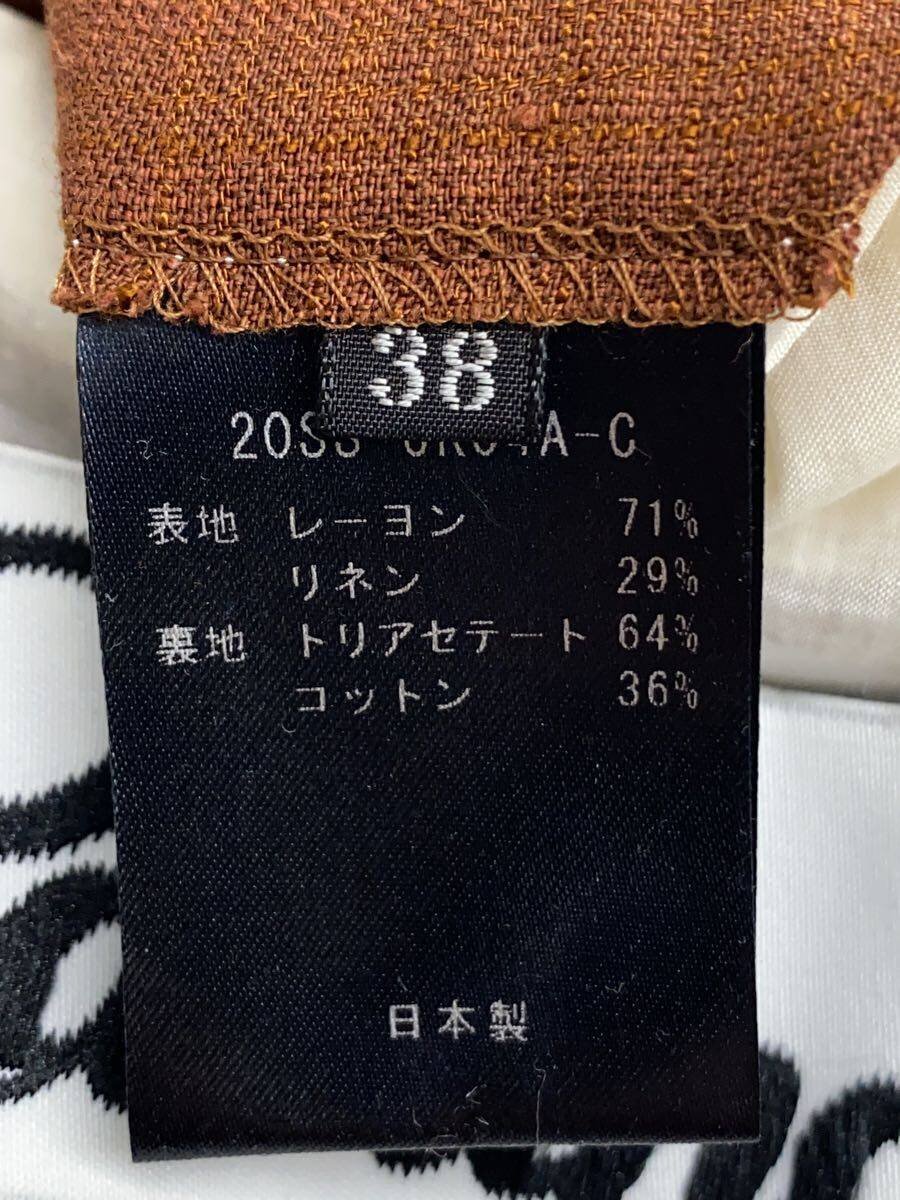 38
20SS
表地 レーヨン 71%
リネン 29%
裏地 トリアセテート 64%
コットン 36%
日本製